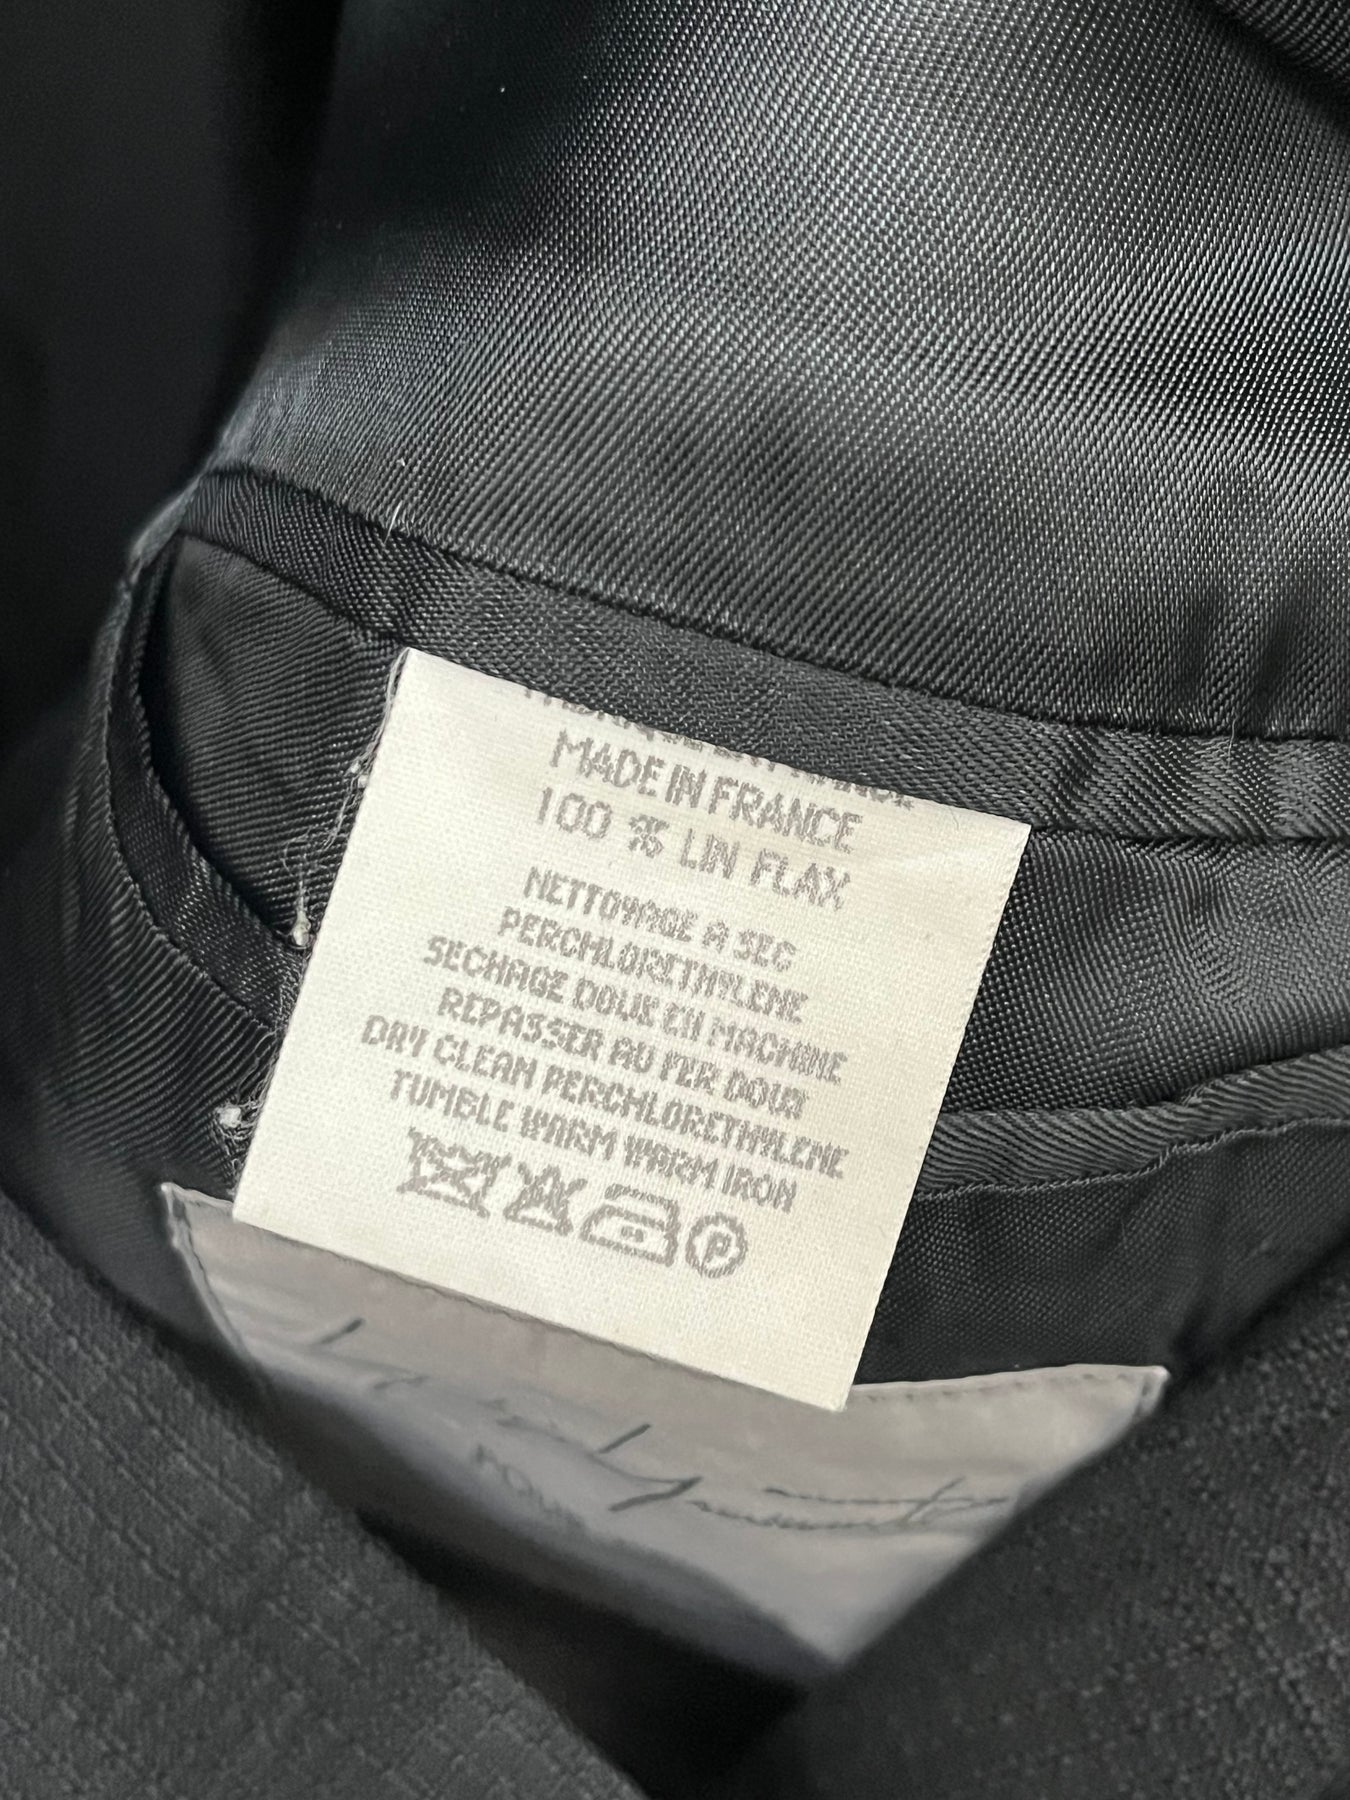 MADE IN FRANCE
100 % LIN FLAX
NETTOYAGE A SEC
PERCHLORETHYLENE
SECHAGE DOUX EN MACHINE
REPASSER AU FER DOUX
DRY CLEAN PERCHLORETHYLENE
TUMBLE WARM WARM IRON
P